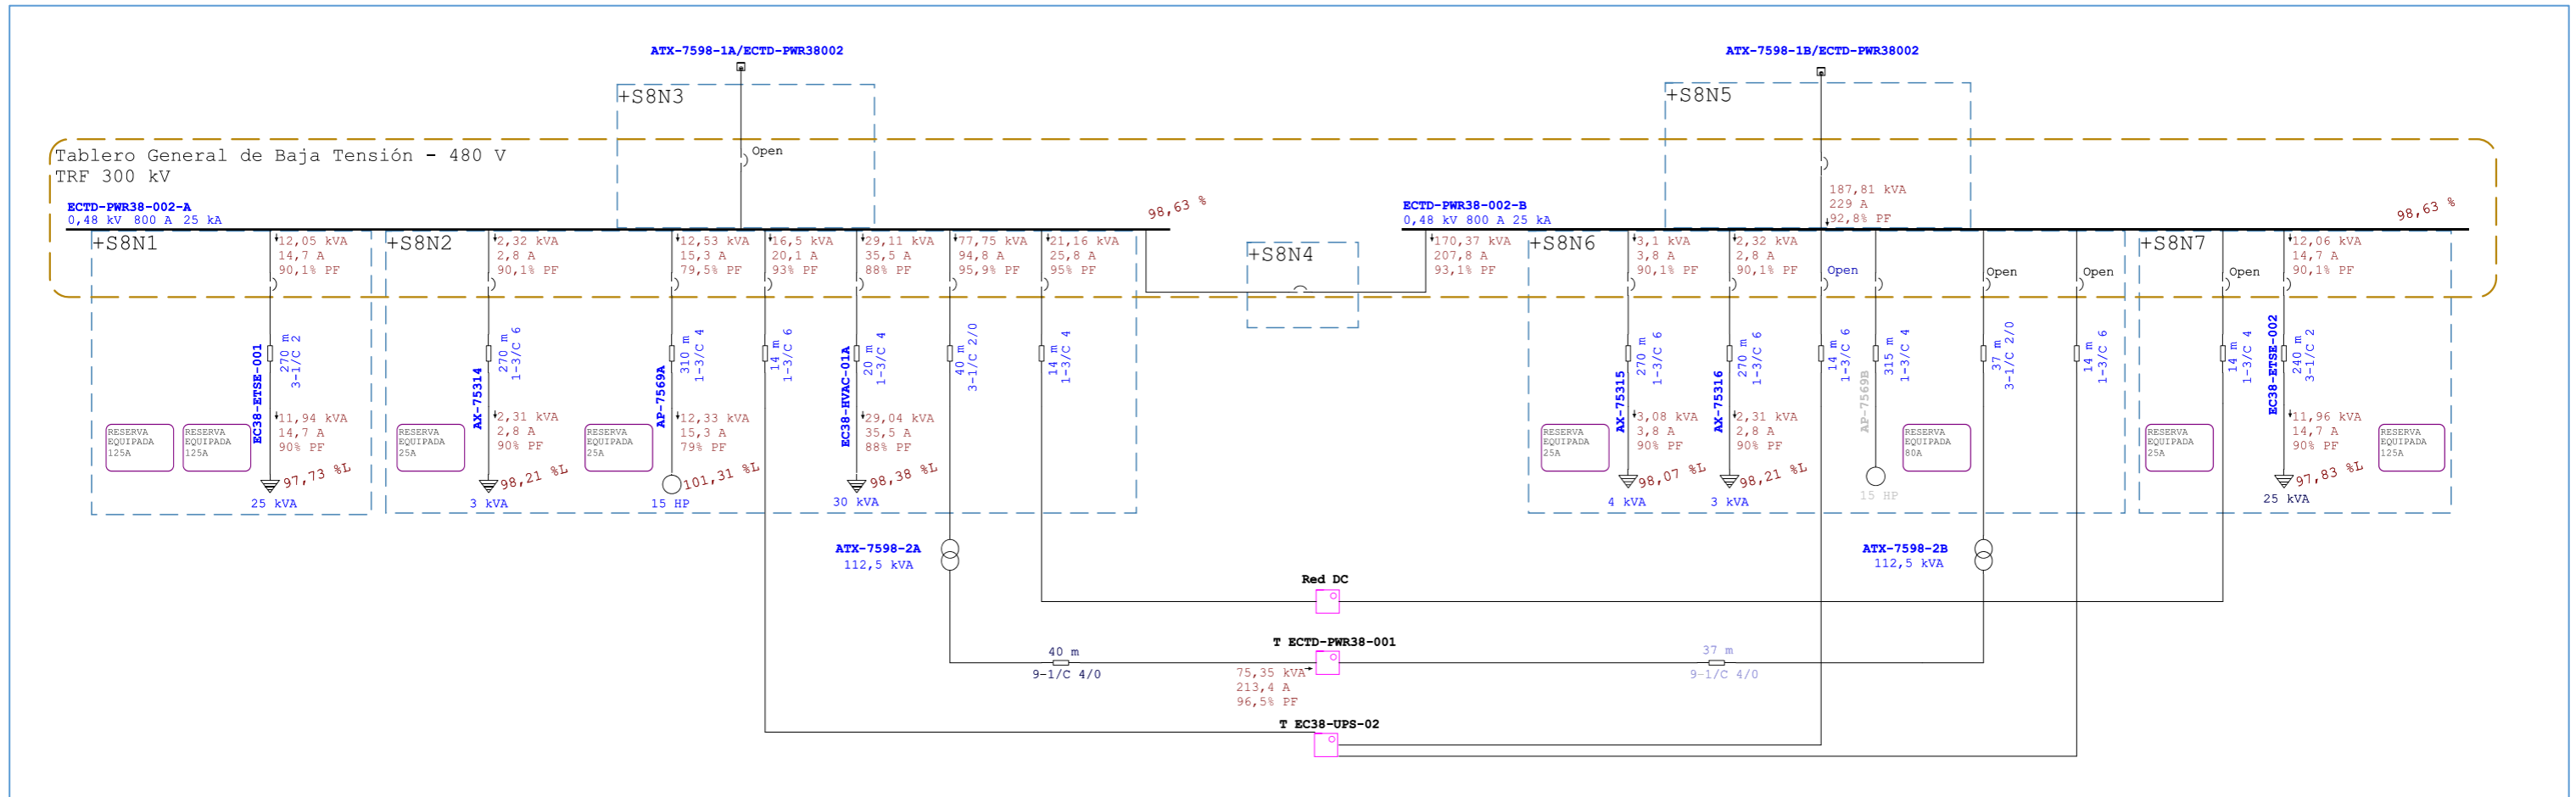 ATX-7598-1A/ECTD-PWR38002
ATX-7598-1B/ECTD-PWR38002
+S8N3
+S8N5
Tablero General de Baja Tensión - 480 V
TRF 300 kV
Open
187,81 kVA
229 A
92,8% PF
ECTD-PWR38-002-A
0,48 kV 800 A 25 kA
98,63 %
ECTD-PWR38-002-B
0,48 kV 800 A 25 kA
98,63 %
+S8N1
12,05 kVA
14,7 A
90,1% PF
+S8N2
2,32 kVA
2,8 A
90,1% PF
12,53 kVA
15,3 A
79,5% PF
16,5 kVA
20,1 A
93% PF
29,11 kVA
35,5 A
88% PF
77,75 kVA
94,8 A
95,9% PF
21,16 kVA
25,8 A
95% PF
+S8N4
170,37 kVA
207,8 A
93,1% PF
+S8N6
3,1 kVA
3,8 A
90,1% PF
2,32 kVA
2,8 A
90,1% PF
Open
Open
Open
+S8N7
Open
12,06 kVA
14,7 A
90,1% PF
EC38-ETSE-001
270 m
3-1/C 2
AX-75314
270 m
1-3/C 6
AP-7569A
310 m
1-3/C 4
14 m
1-3/C 6
EC38-HVAC-01A
20 m
1-3/C 4
40 m
3-1/C 2/0
14 m
1-3/C 4
AX-75315
270 m
1-3/C 6
AX-75316
270 m
1-3/C 6
14 m
1-3/C 6
AP-7569B
315 m
1-3/C 4
37 m
3-1/C 2/0
14 m
1-3/C 6
14 m
1-3/C 4
EC38-ETSE-002
240 m
3-1/C 2
RESERVA
EQUIPADA
125A
RESERVA
EQUIPADA
125A
11,94 kVA
14,7 A
90% PF
97,73 %L
25 kVA
RESERVA
EQUIPADA
25A
2,31 kVA
2,8 A
90% PF
98,21 %L
3 kVA
RESERVA
EQUIPADA
25A
12,33 kVA
15,3 A
79% PF
101,31 %L
15 HP
29,04 kVA
35,5 A
88% PF
98,38 %L
30 kVA
RESERVA
EQUIPADA
25A
3,08 kVA
3,8 A
90% PF
98,07 %L
4 kVA
2,31 kVA
2,8 A
90% PF
98,21 %L
3 kVA
15 HP
RESERVA
EQUIPADA
80A
RESERVA
EQUIPADA
25A
11,96 kVA
14,7 A
90% PF
97,83 %L
25 kVA
RESERVA
EQUIPADA
125A
ATX-7598-2A
112,5 kVA
ATX-7598-2B
112,5 kVA
Red DC
T ECTD-PWR38-001
40 m
9-1/C 4/0
75,35 kVA
213,4 A
96,5% PF
37 m
9-1/C 4/0
T EC38-UPS-02